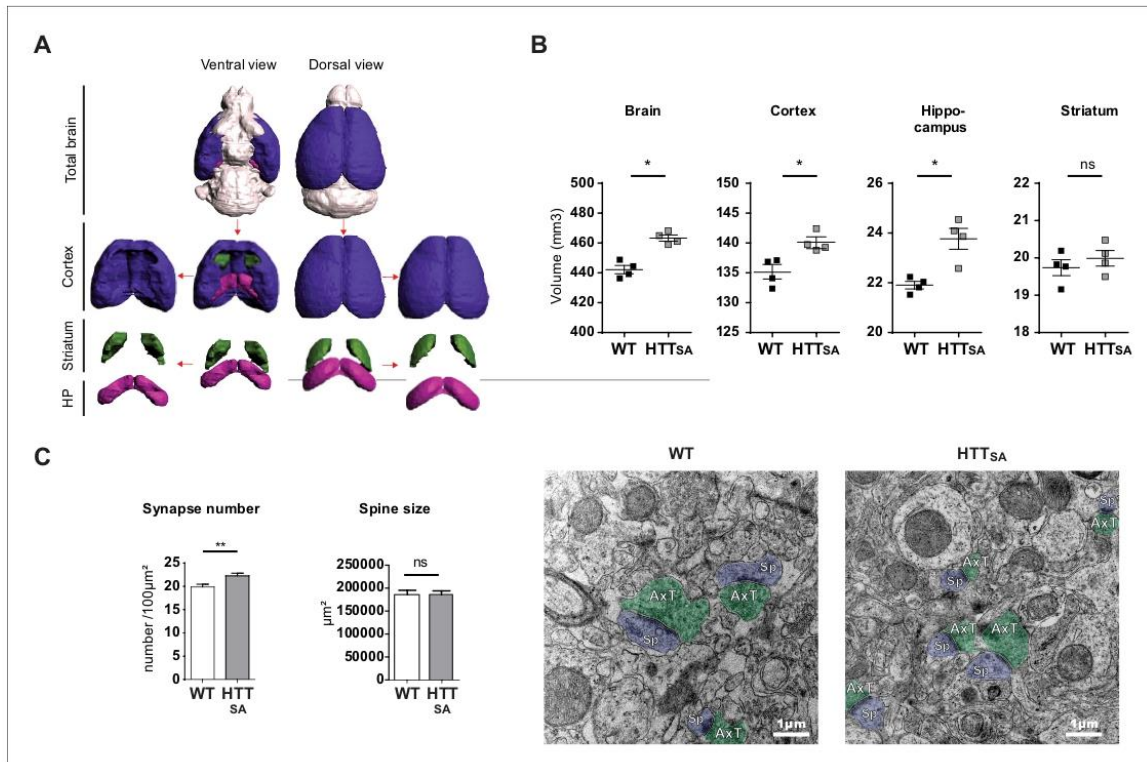 A
Ventral view
Dorsal view
Total brain
Cortex
Striatum
HP
B
Brain
Cortex
Hippo-
campus
Striatum
*
*
*
ns
Volume (mm3)
500
480
460
440
420
400
WT
HTTSA
150
145
140
135
130
125
WT
HTTSA
26
24
22
20
WT
HTTSA
22
21
20
19
18
WT
HTTSA
C
Synapse number
**
number /100µm²
25
20
15
10
5
0
WT
HTT
SA
Spine size
ns
µm²
250000
200000
150000
100000
50000
0
WT
HTT
SA
WT
Sp
AxT
AxT
Sp
Sp
AxT
1µm
HTTSA
Sp
AxT
AxT
Sp
AxT
AxT
Sp
Sp
AxT
Sp
1µm